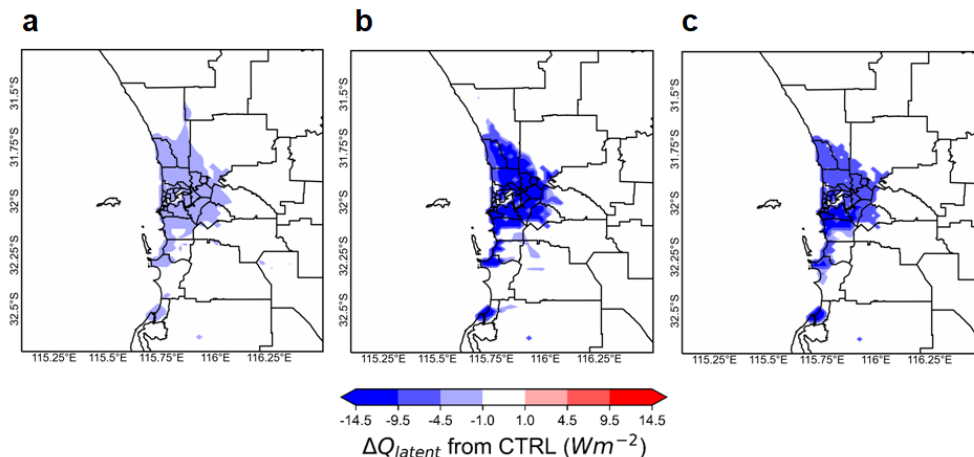 a b c
31.5°S 31.5°S 31.5°S
31.75°S 31.75°S 31.75°S
32°S 32°S 32°S
32.25°S 32.25°S 32.25°S
32.5°S 32.5°S 32.5°S
115.25°E 115.5°E 115.75°E 116°E 116.25°E 115.25°E 115.5°E 115.75°E 116°E 116.25°E 115.25°E 115.5°E 115.75°E 116°E 116.25°E
-14.5 -9.5 -4.5 -1.0 1.0 4.5 9.5 14.5
ΔQ_latent from CTRL (Wm⁻²)